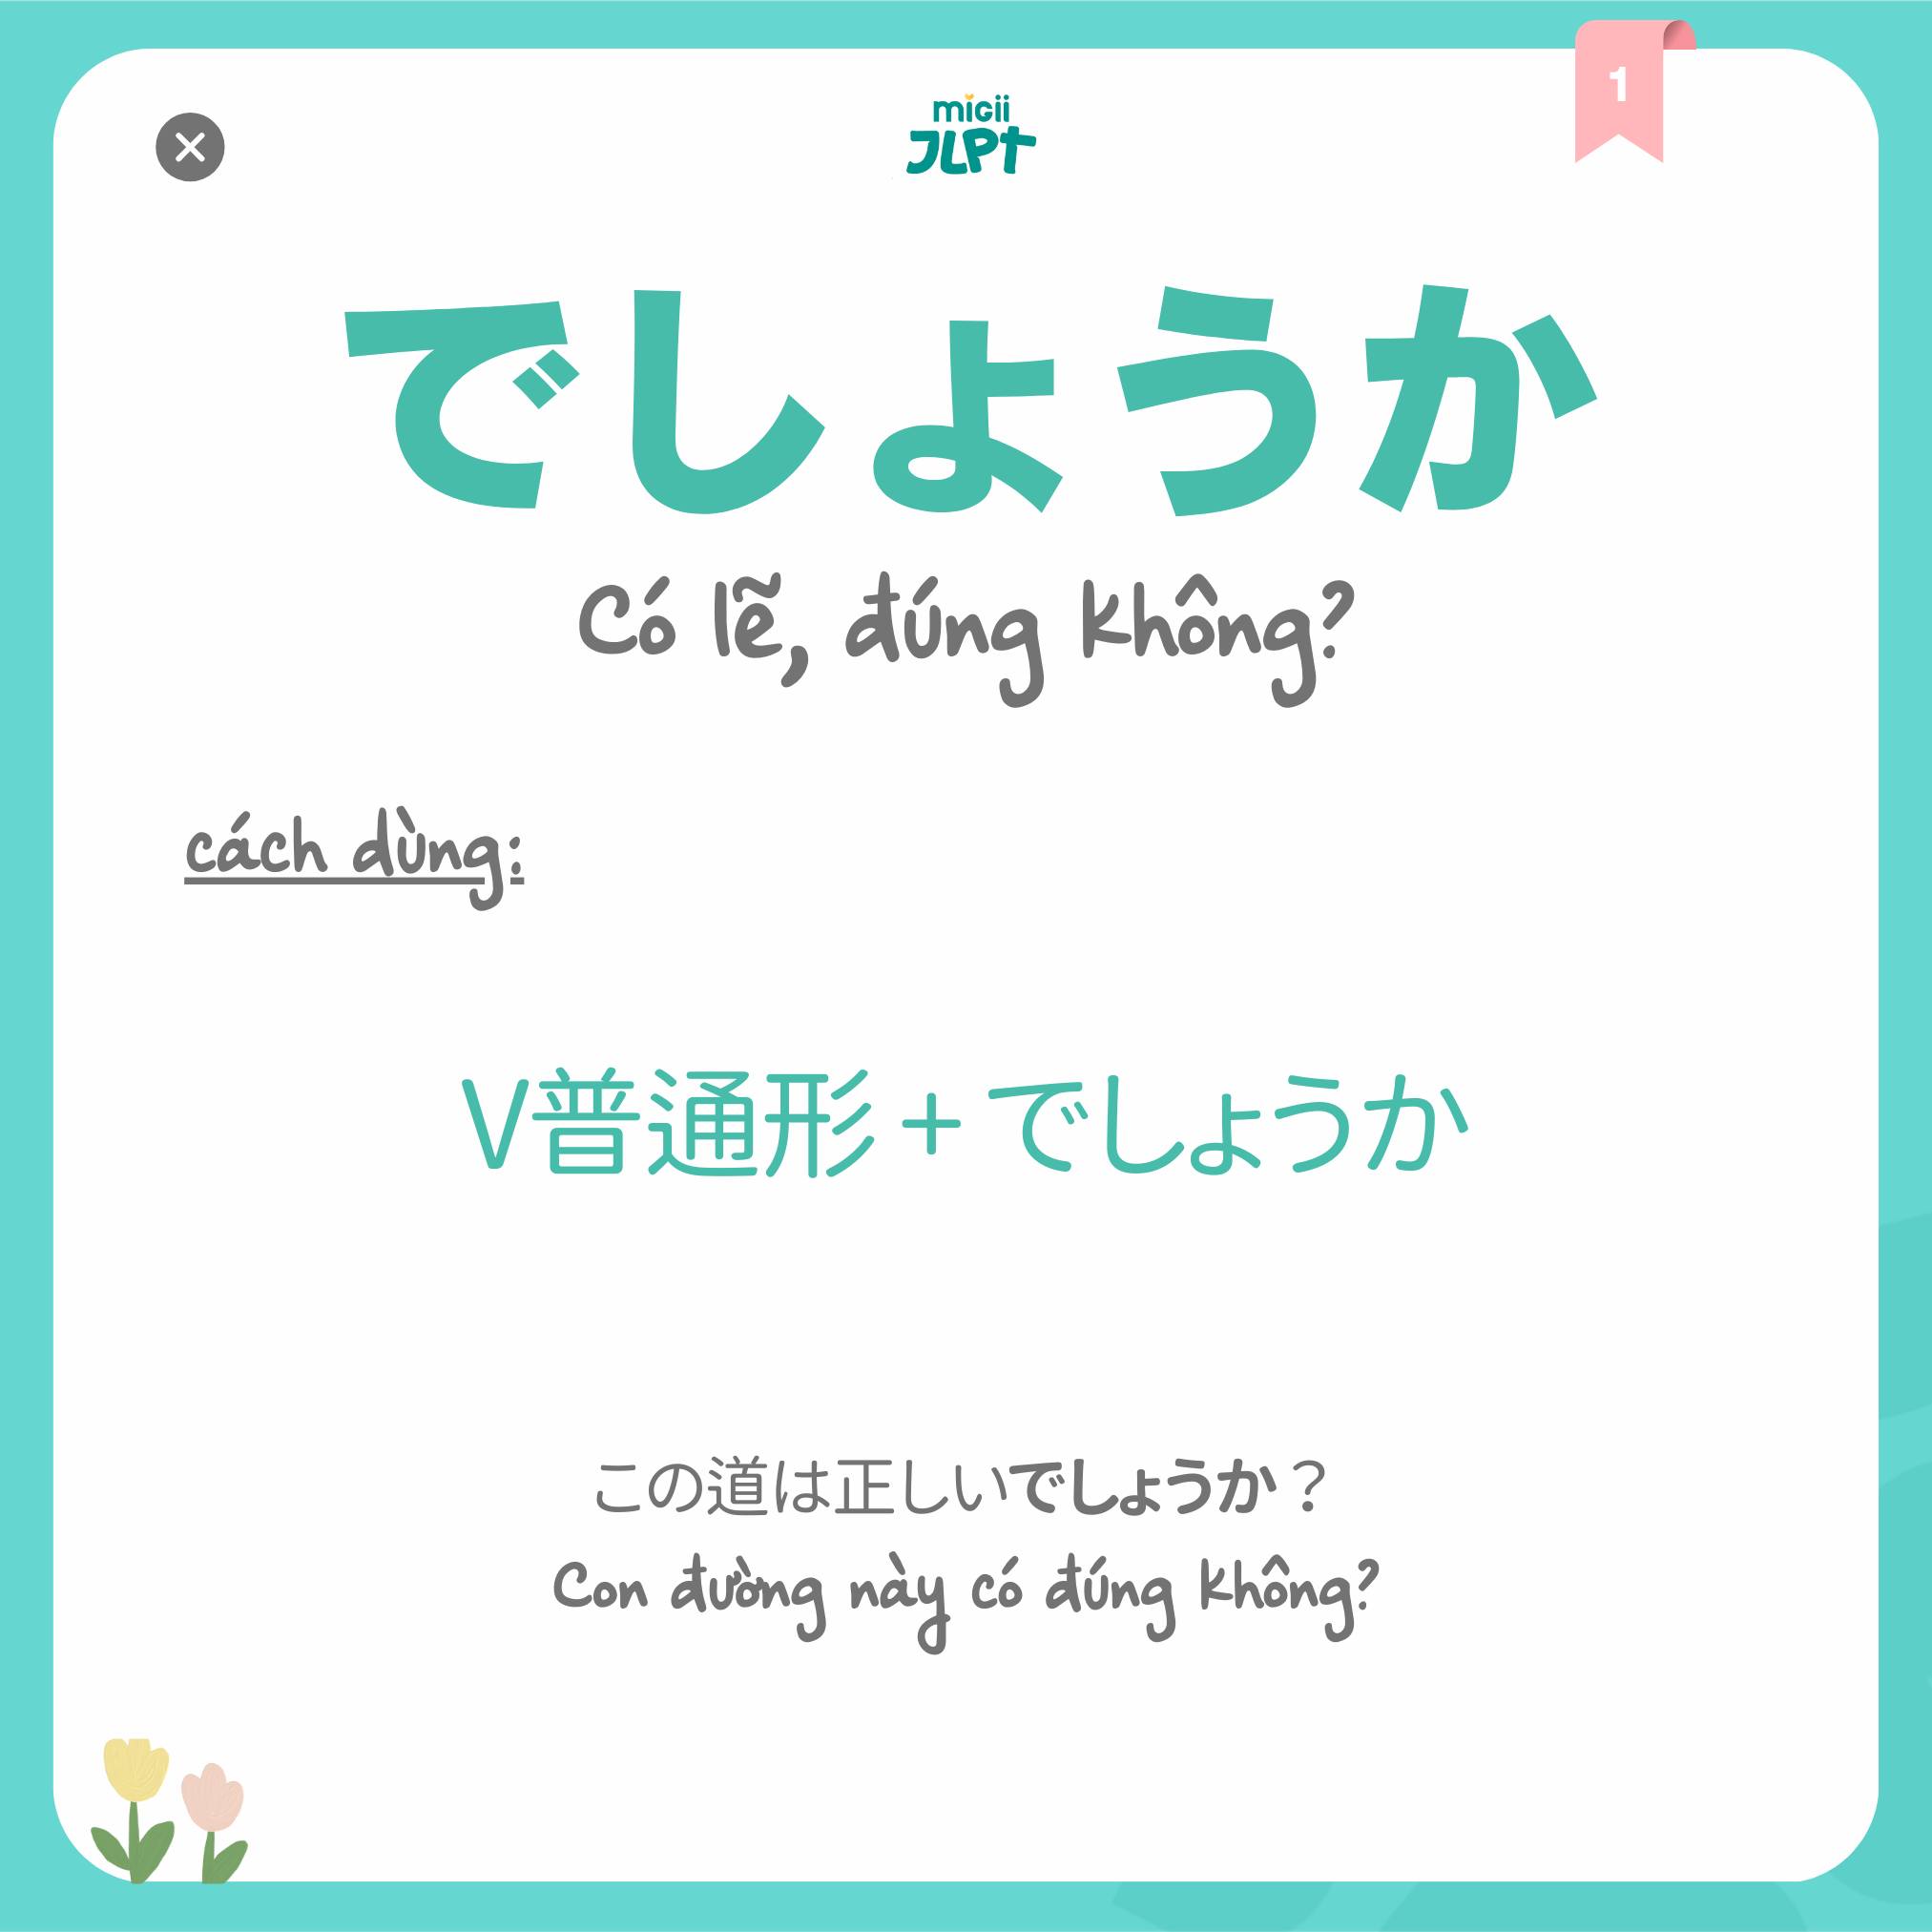 1
micii
JLPT
でしょうか
Có lẽ, đúng không?
cách dùng:
V普通形 + でしょうか
この道は正しいでしょうか？
Con đường này có đúng không?